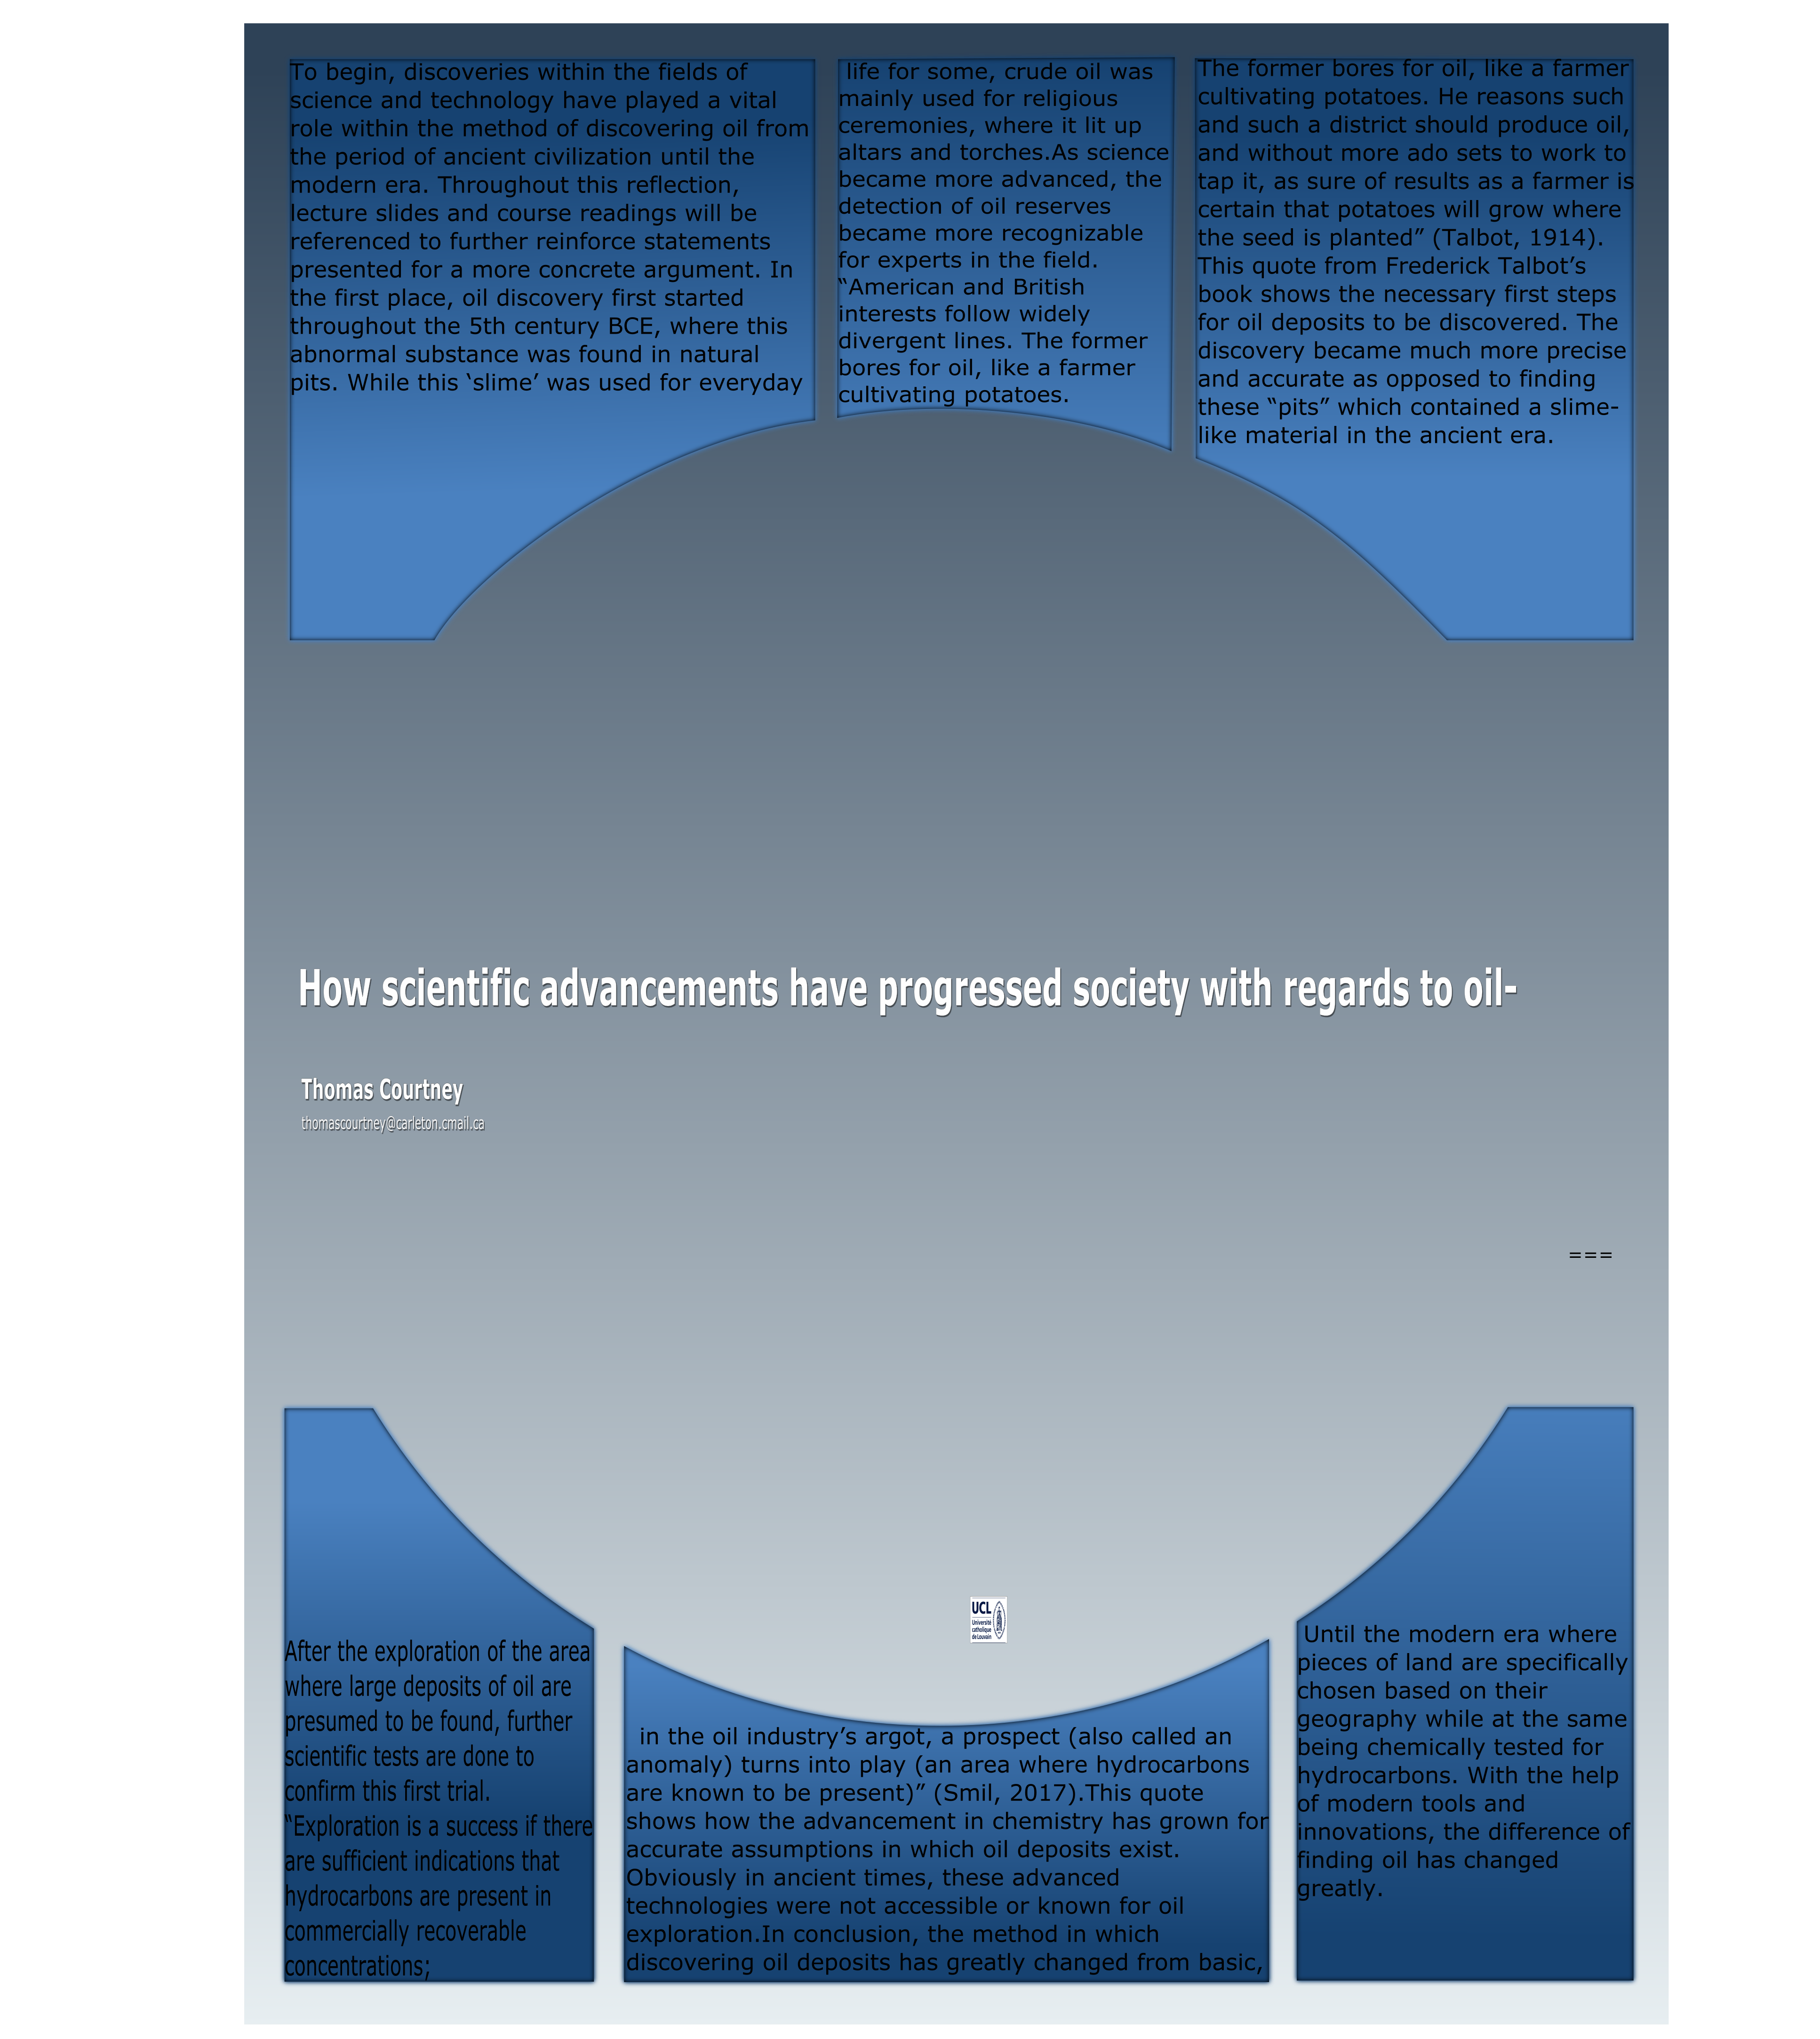 To begin, discoveries within the fields of
science and technology have played a vital
role within the method of discovering oil from
the period of ancient civilization until the
modern era. Throughout this reflection,
lecture slides and course readings will be
referenced to further reinforce statements
presented for a more concrete argument. In
the first place, oil discovery first started
throughout the 5th century BCE, where this
abnormal substance was found in natural
pits. While this ‘slime’ was used for everyday
life for some, crude oil was
mainly used for religious
ceremonies, where it lit up
altars and torches.As science
became more advanced, the
detection of oil reserves
became more recognizable
for experts in the field.
“American and British
interests follow widely
divergent lines. The former
bores for oil, like a farmer
cultivating potatoes.
The former bores for oil, like a farmer
cultivating potatoes. He reasons such
and such a district should produce oil,
and without more ado sets to work to
tap it, as sure of results as a farmer is
certain that potatoes will grow where
the seed is planted” (Talbot, 1914).
This quote from Frederick Talbot’s
book shows the necessary first steps
for oil deposits to be discovered. The
discovery became much more precise
and accurate as opposed to finding
these “pits” which contained a slime-
like material in the ancient era.
How scientific advancements have progressed society with regards to oil-
Thomas Courtney
thomascourtney@carleton.cmail.ca
===
After the exploration of the area
where large deposits of oil are
presumed to be found, further
scientific tests are done to
confirm this first trial.
“Exploration is a success if there
are sufficient indications that
hydrocarbons are present in
commercially recoverable
concentrations;
UCL
Université
catholique
de Louvain
in the oil industry’s argot, a prospect (also called an
anomaly) turns into play (an area where hydrocarbons
are known to be present)” (Smil, 2017).This quote
shows how the advancement in chemistry has grown for
accurate assumptions in which oil deposits exist.
Obviously in ancient times, these advanced
technologies were not accessible or known for oil
exploration.In conclusion, the method in which
discovering oil deposits has greatly changed from basic,
Until the modern era where
pieces of land are specifically
chosen based on their
geography while at the same
being chemically tested for
hydrocarbons. With the help
of modern tools and
innovations, the difference of
finding oil has changed
greatly.